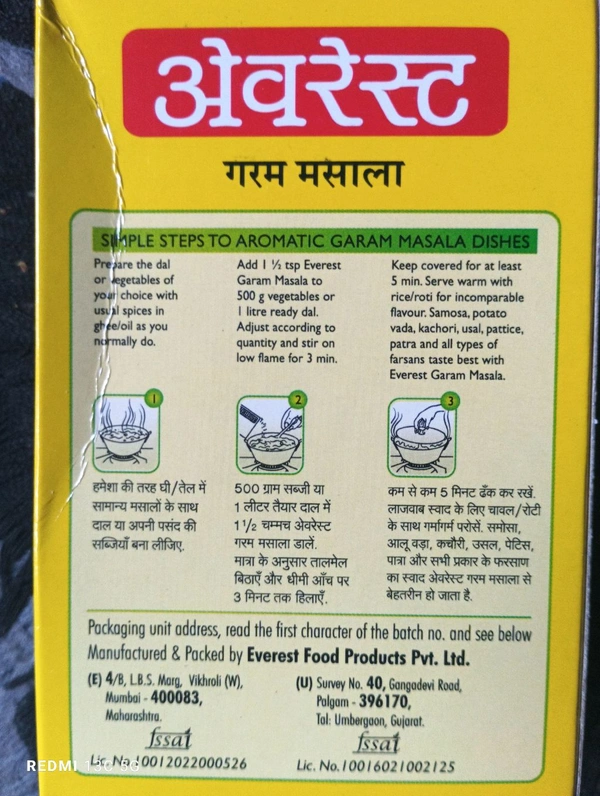 अेवरेस्ट
गरम मसाला
SIMPLE STEPS TO AROMATIC GARAM MASALA DISHES
Prepare the dal
or vegetables of
your choice with
usual spices in
ghee/oil as you
normally do.
Add 1 ½ tsp Everest
Garam Masala to
500 g vegetables or
1 litre ready dal.
Adjust according to
quantity and stir on
low flame for 3 min.
Keep covered for at least
5 min. Serve warm with
rice/roti for incomparable
flavour. Samosa, potato
vada, kachori, usal, pattice,
patra and all types of
farsans taste best with
Everest Garam Masala.
1
2
3
हमेशा की तरह घी/तेल में
सामान्य मसालों के साथ
दाल या अपनी पसंद की
सब्जियाँ बना लीजिए.
500 ग्राम सब्जी या
1 लीटर तैयार दाल में
1½ चम्मच अेवरेस्ट
गरम मसाला डालें.
मात्रा के अनुसार तालमेल
बिठाएँ और धीमी आँच पर
3 मिनट तक हिलाएँ.
कम से कम 5 मिनट ढँक कर रखें.
लाजवाब स्वाद के लिए चावल/रोटी
के साथ गर्मागर्म परोसें. समोसा,
आलू वड़ा, कचौरी, उसल, पेटिस,
पात्रा और सभी प्रकार के फरसाण
का स्वाद अेवरेस्ट गरम मसाला से
बेहतरीन हो जाता है.
Packaging unit address, read the first character of the batch no. and see below
Manufactured & Packed by Everest Food Products Pvt. Ltd.
(E) 4/B, L.B.S. Marg, Vikhroli (W),
Mumbai - 400083,
Maharashtra.
fssai
Lic. No.10012022000526
(U) Survey No. 40, Gangadevi Road,
Palgam - 396170,
Tal: Umbergaon, Gujarat.
fssai
Lic. No.10016021002125
REDMI 13C 5G